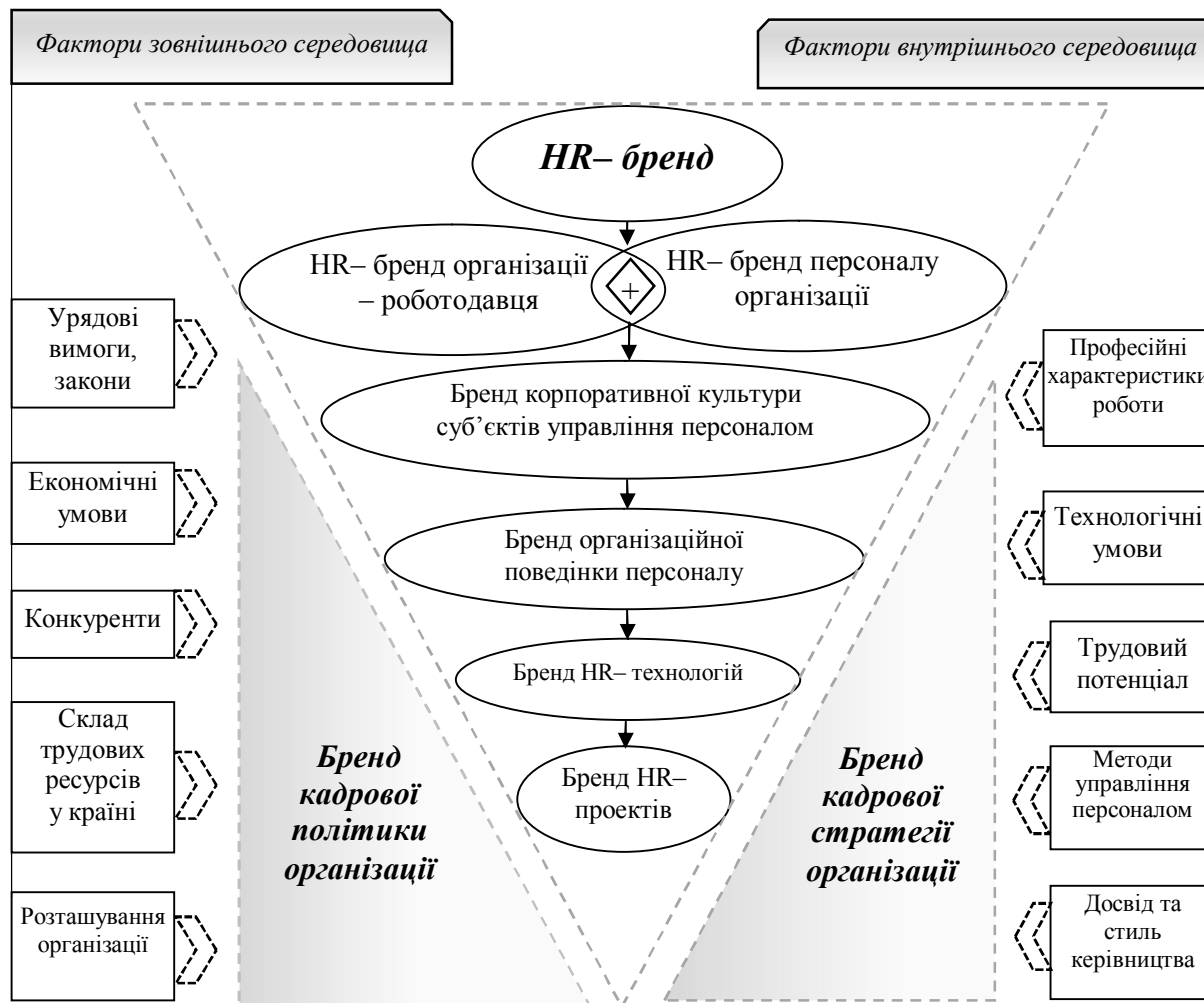 Фактори зовнішнього середовища
Фактори внутрішнього середовища
HR– бренд
HR– бренд організації
– роботодавця
+
HR– бренд персоналу
організації
Бренд корпоративної культури
суб’єктів управління персоналом
Бренд організаційної
поведінки персоналу
Бренд HR– технологій
Бренд HR–
проектів
Урядові
вимоги,
закони
Економічні
умови
Конкуренти
Склад
трудових
ресурсів
у країні
Розташування
організації
Бренд
кадрової
політики
організації
Бренд
кадрової
стратегії
організації
Професійні
характеристики
роботи
Технологічні
умови
Трудовий
потенціал
Методи
управління
персоналом
Досвід та
стиль
керівництва